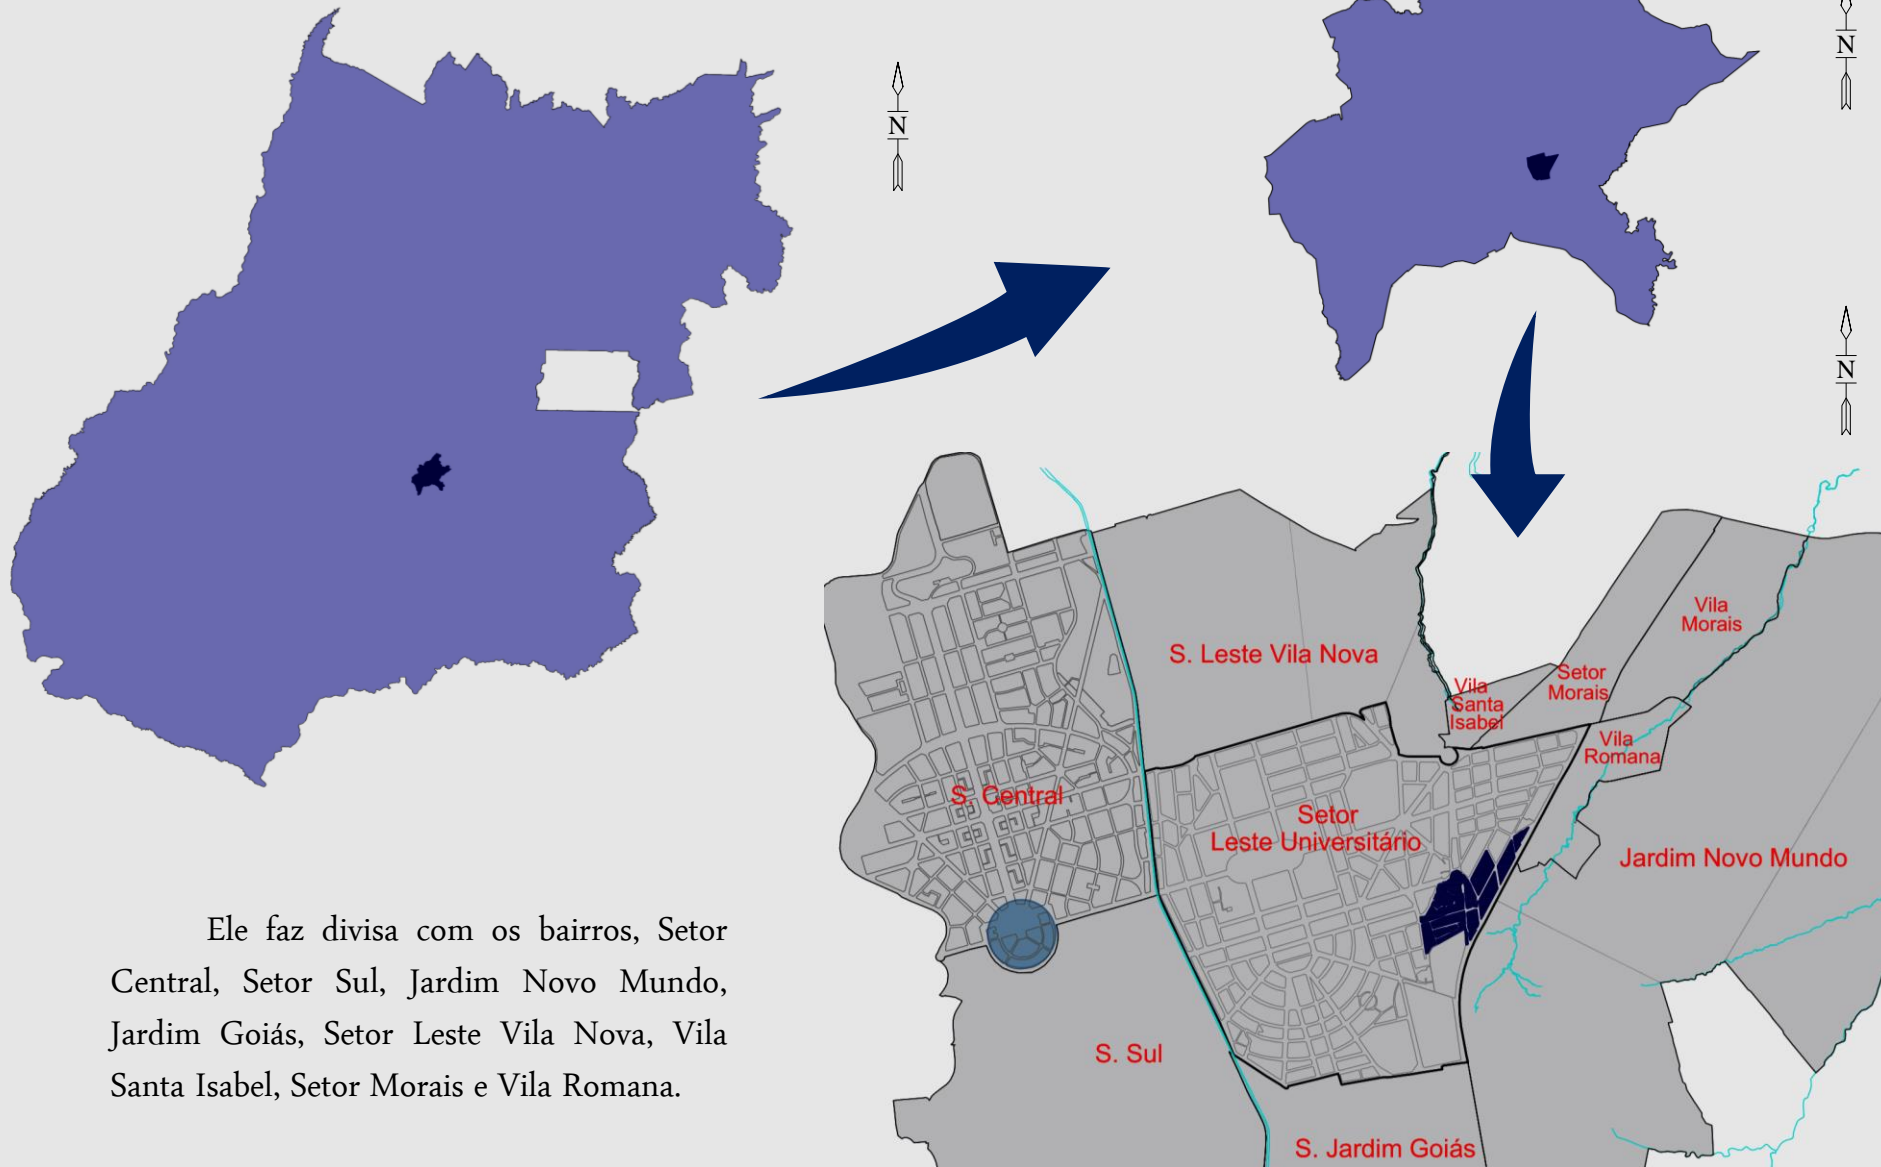 N
N
N
S. Leste Vila Nova
Vila
Morais
Setor
Morais
Vila
Santa
Isabel
Vila
Romana
S. Central
Setor
Leste Universitário
Jardim Novo Mundo
S. Sul
S. Jardim Goiás
Ele faz divisa com os bairros, Setor
Central, Setor Sul, Jardim Novo Mundo,
Jardim Goiás, Setor Leste Vila Nova, Vila
Santa Isabel, Setor Morais e Vila Romana.